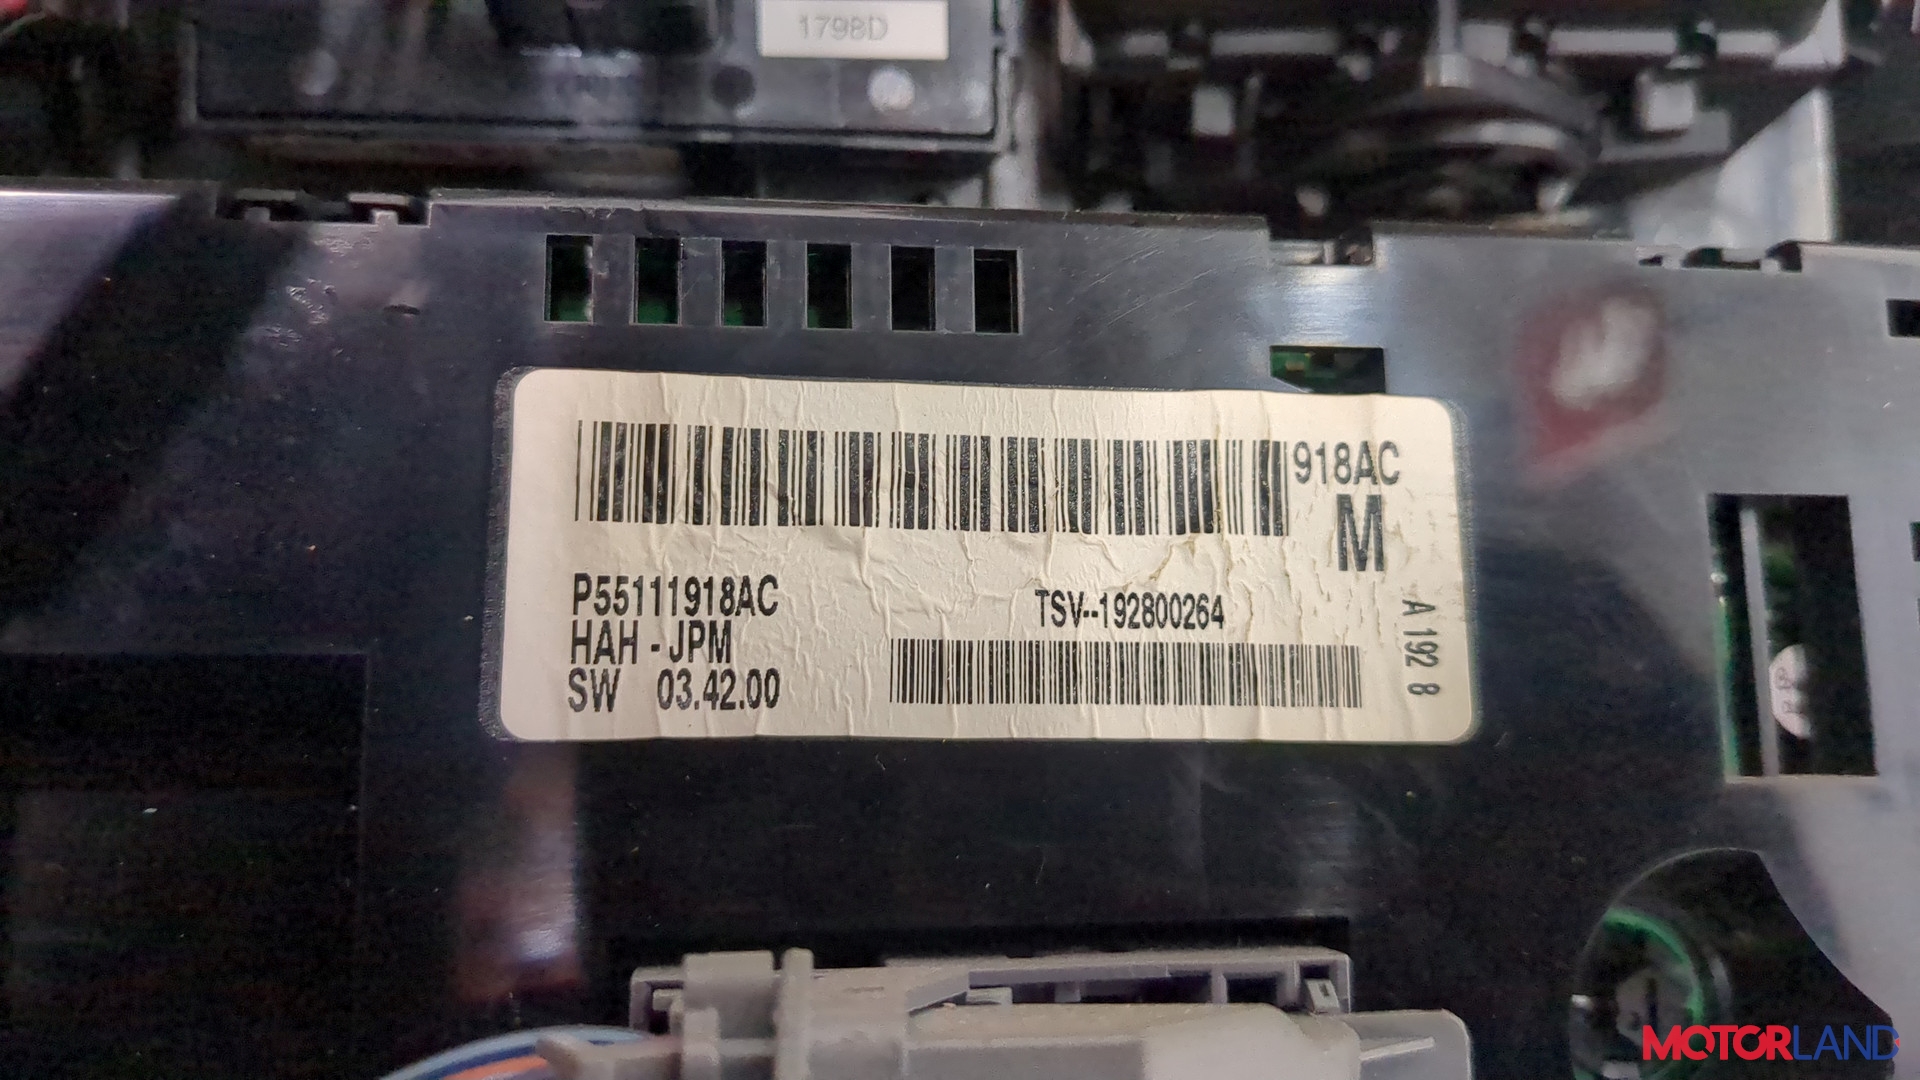 1798D
918AC
M
P55111918AC
HAH - JPM
SW 03.42.00
TSV--192800264
A 192 8
MOTORLAND